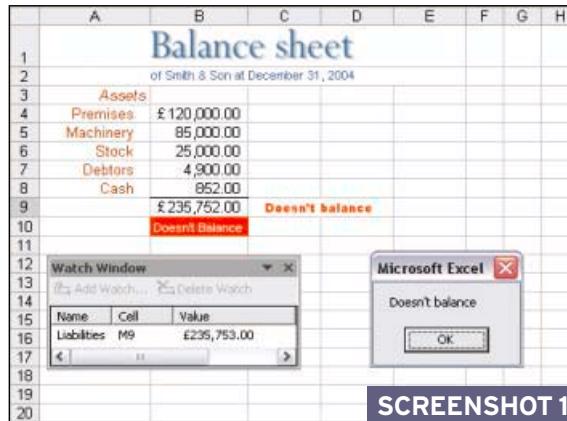 A B C D E F G H
1 Balance sheet
2 of Smith & Son at December 31, 2004
3 Assets
4 Premises £120,000.00
5 Machinery 85,000.00
6 Stock 25,000.00
7 Debtors 4,900.00
8 Cash 852.00
9 £235,752.00 Doesn't balance
10 Doesn't Balance
11
12 Watch Window
13 Add Watch... Delete Watch
14
15 Name Cell Value
16 Liabilities M9 £235,753.00
17
18
19
20
Microsoft Excel
Doesn't balance
OK
SCREENSHOT 1